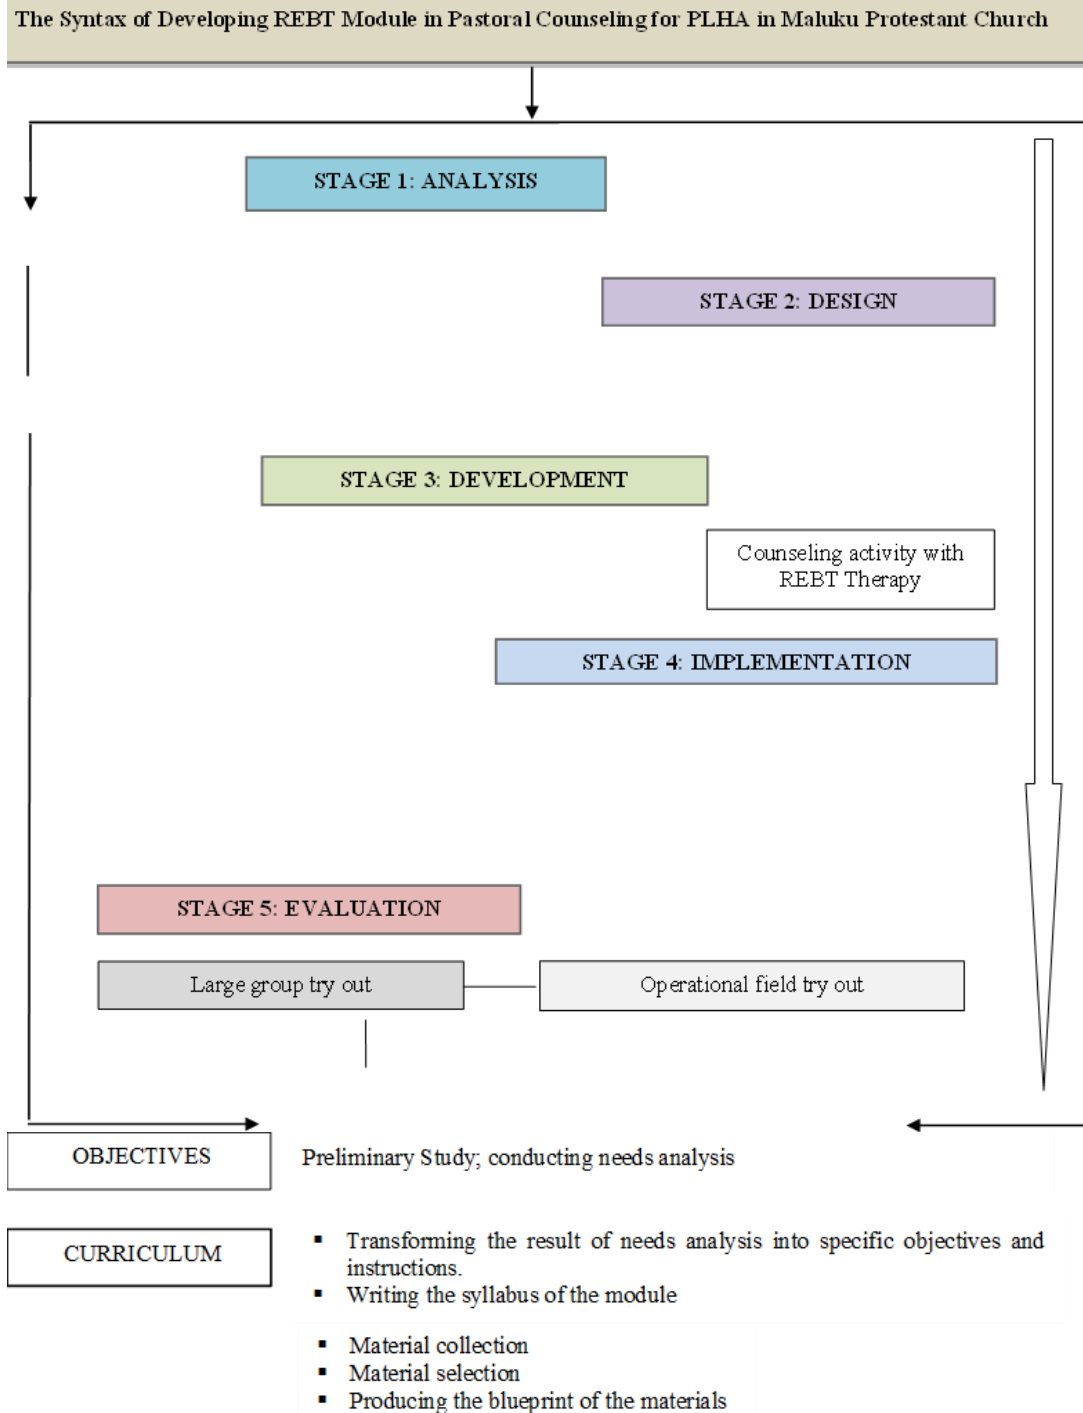 The Syntax of Developing REBT Module in Pastoral Counseling for PLHA in Maluku Protestant Church
STAGE 1: ANALYSIS
STAGE 2: DESIGN
STAGE 3: DEVELOPMENT
Counseling activity with
REBT Therapy
STAGE 4: IMPLEMENTATION
STAGE 5: EVALUATION
Large group try out
Operational field try out
OBJECTIVES
Preliminary Study; conducting needs analysis
CURRICULUM
▪ Transforming the result of needs analysis into specific objectives and
instructions.
▪ Writing the syllabus of the module
▪ Material collection
▪ Material selection
▪ Producing the blueprint of the materials